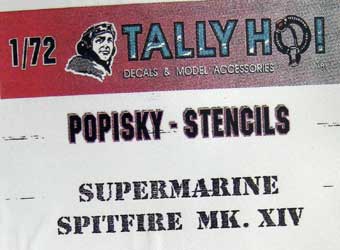 1/72
TALLY HO!
DECALS & MODEL ACCESSORIES
POPISKY - STENCILS
SUPERMARINE
SPITFIRE MK. XIV